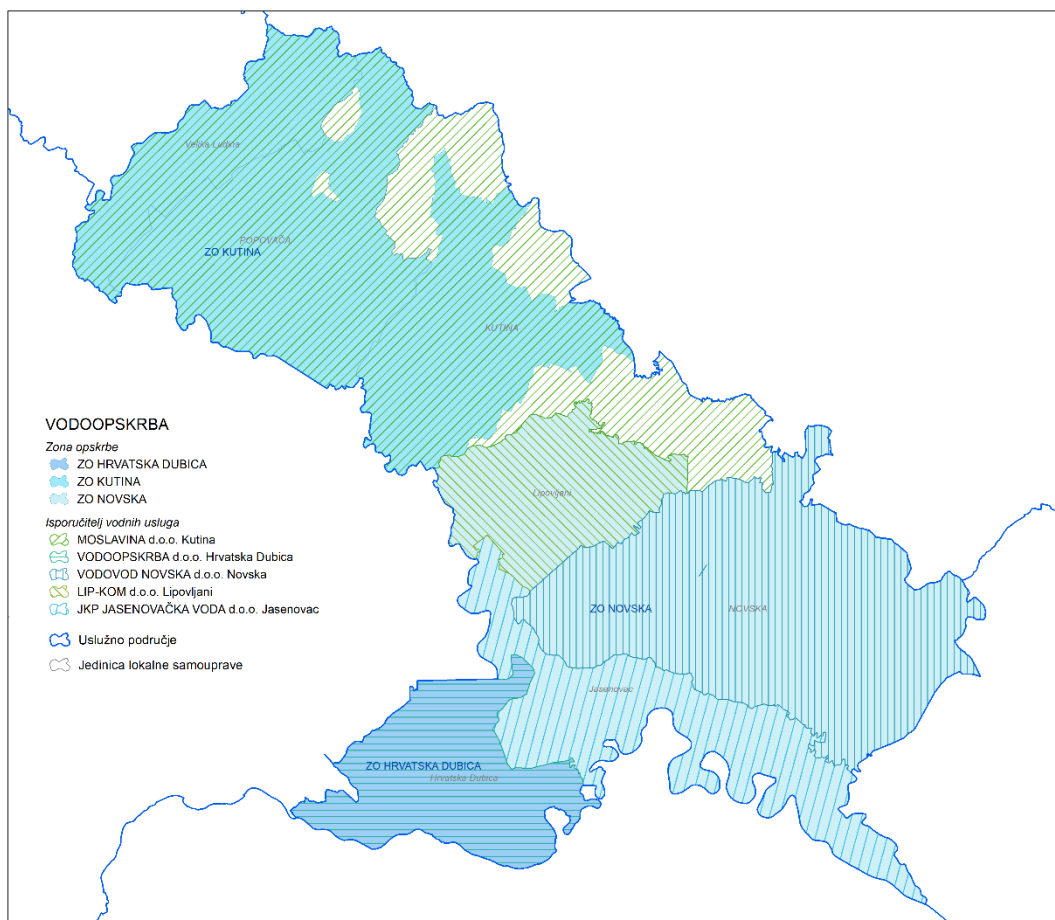 Velika Ludina
POPOVAČA
ZO KUTINA
KUTINA
VODOOPSKRBA
Zona opskrbe
ZO HRVATSKA DUBICA
ZO KUTINA
ZO NOVSKA
Isporučitelj vodnih usluga
MOSLAVINA d.o.o. Kutina
VODOOPSKRBA d.o.o. Hrvatska Dubica
VODOVOD NOVSKA d.o.o. Novska
LIP-KOM d.o.o. Lipovljani
JKP JASENOVAČKA VODA d.o.o. Jasenovac
Uslužno područje
Jedinica lokalne samouprave
Lipovljani
ZO NOVSKA
NOVSKA
Jasenovac
ZO HRVATSKA DUBICA
Hrvatska Dubica